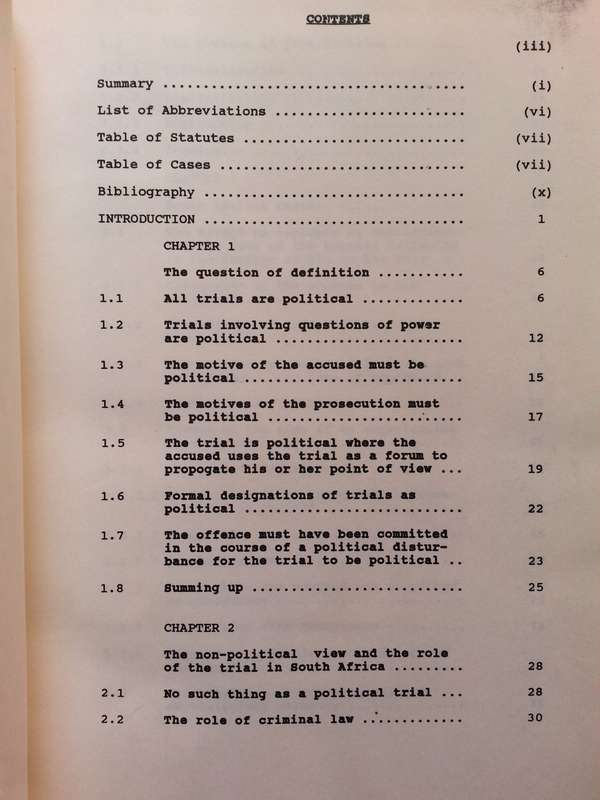 CONTENTS
(iii)
Summary ..................................... (i)
List of Abbreviations ....................... (vi)
Table of Statutes ........................... (vii)
Table of Cases .............................. (vii)
Bibliography ................................ (x)
INTRODUCTION ................................ 1
CHAPTER 1
The question of definition ........... 6
1.1 All trials are political ............. 6
1.2 Trials involving questions of power
are political ....................... 12
1.3 The motive of the accused must be
political ........................... 15
1.4 The motives of the prosecution must
be political ........................ 17
1.5 The trial is political where the
accused uses the trial as a forum to
propogate his or her point of view ... 19
1.6 Formal designations of trials as
political ........................... 22
1.7 The offence must have been committed
in the course of a political distur-
bance for the trial to be political .. 23
1.8 Summing up .......................... 25
CHAPTER 2
The non-political view and the role
of the trial in South Africa ......... 28
2.1 No such thing as a political trial ... 28
2.2 The role of criminal law ............ 30